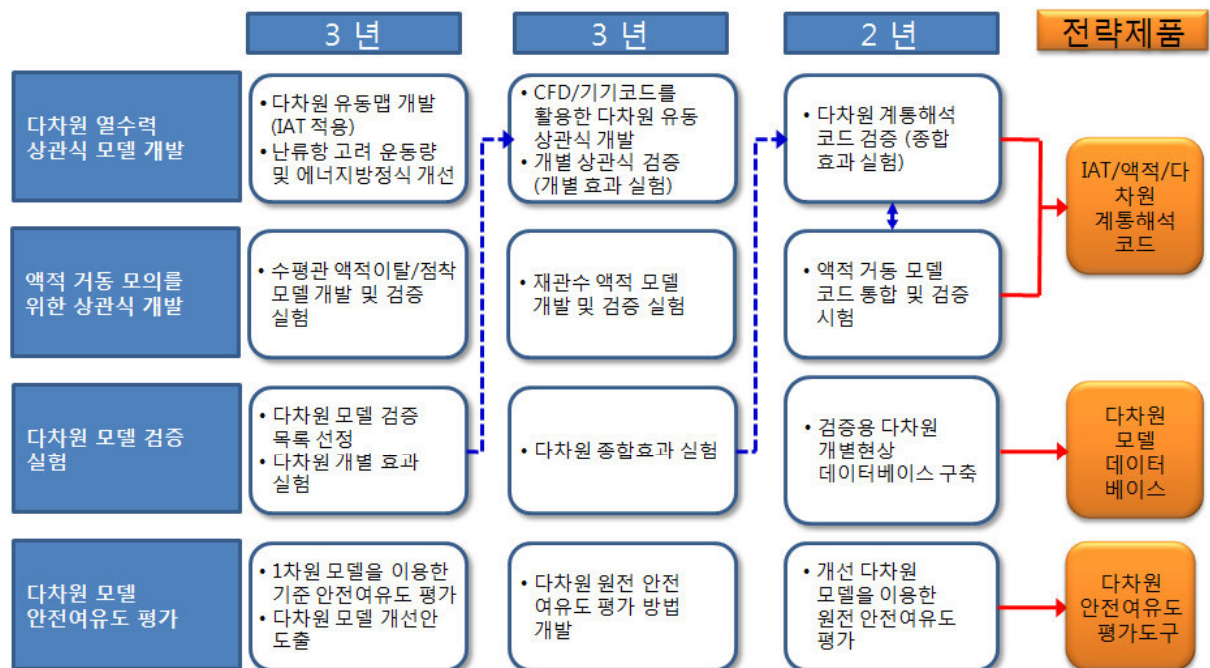 3 년
3 년
2 년
전략제품
다차원 열수력
상관식 모델 개발
• 다차원 유동맵 개발
(IAT 적용)
• 난류항 고려 운동량
및 에너지방정식 개선
• CFD/기기코드를
활용한 다차원 유동
상관식 개발
• 개별 상관식 검증
(개별 효과 실험)
• 다차원 계통해석
코드 검증 (종합
효과 실험)
IAT/액적/다
차원
계통해석
코드
액적 거동 모의를
위한 상관식 개발
• 수평관 액적이탈/점착
모델 개발 및 검증
실험
• 재관수 액적 모델
개발 및 검증 실험
• 액적 거동 모델
코드 통합 및 검증
시험
다차원 모델 검증
실험
• 다차원 모델 검증
목록 선정
• 다차원 개별 효과
실험
• 다차원 종합효과 실험
• 검증용 다차원
개별현상
데이터베이스 구축
다차원
모델
데이터
베이스
다차원 모델
안전여유도 평가
• 1차원 모델을 이용한
기준 안전여유도 평가
• 다차원 모델 개선안
도출
• 다차원 원전 안전
여유도 평가 방법
개발
• 개선 다차원
모델을 이용한
원전 안전여유도
평가
다차원
안전여유도
평가도구